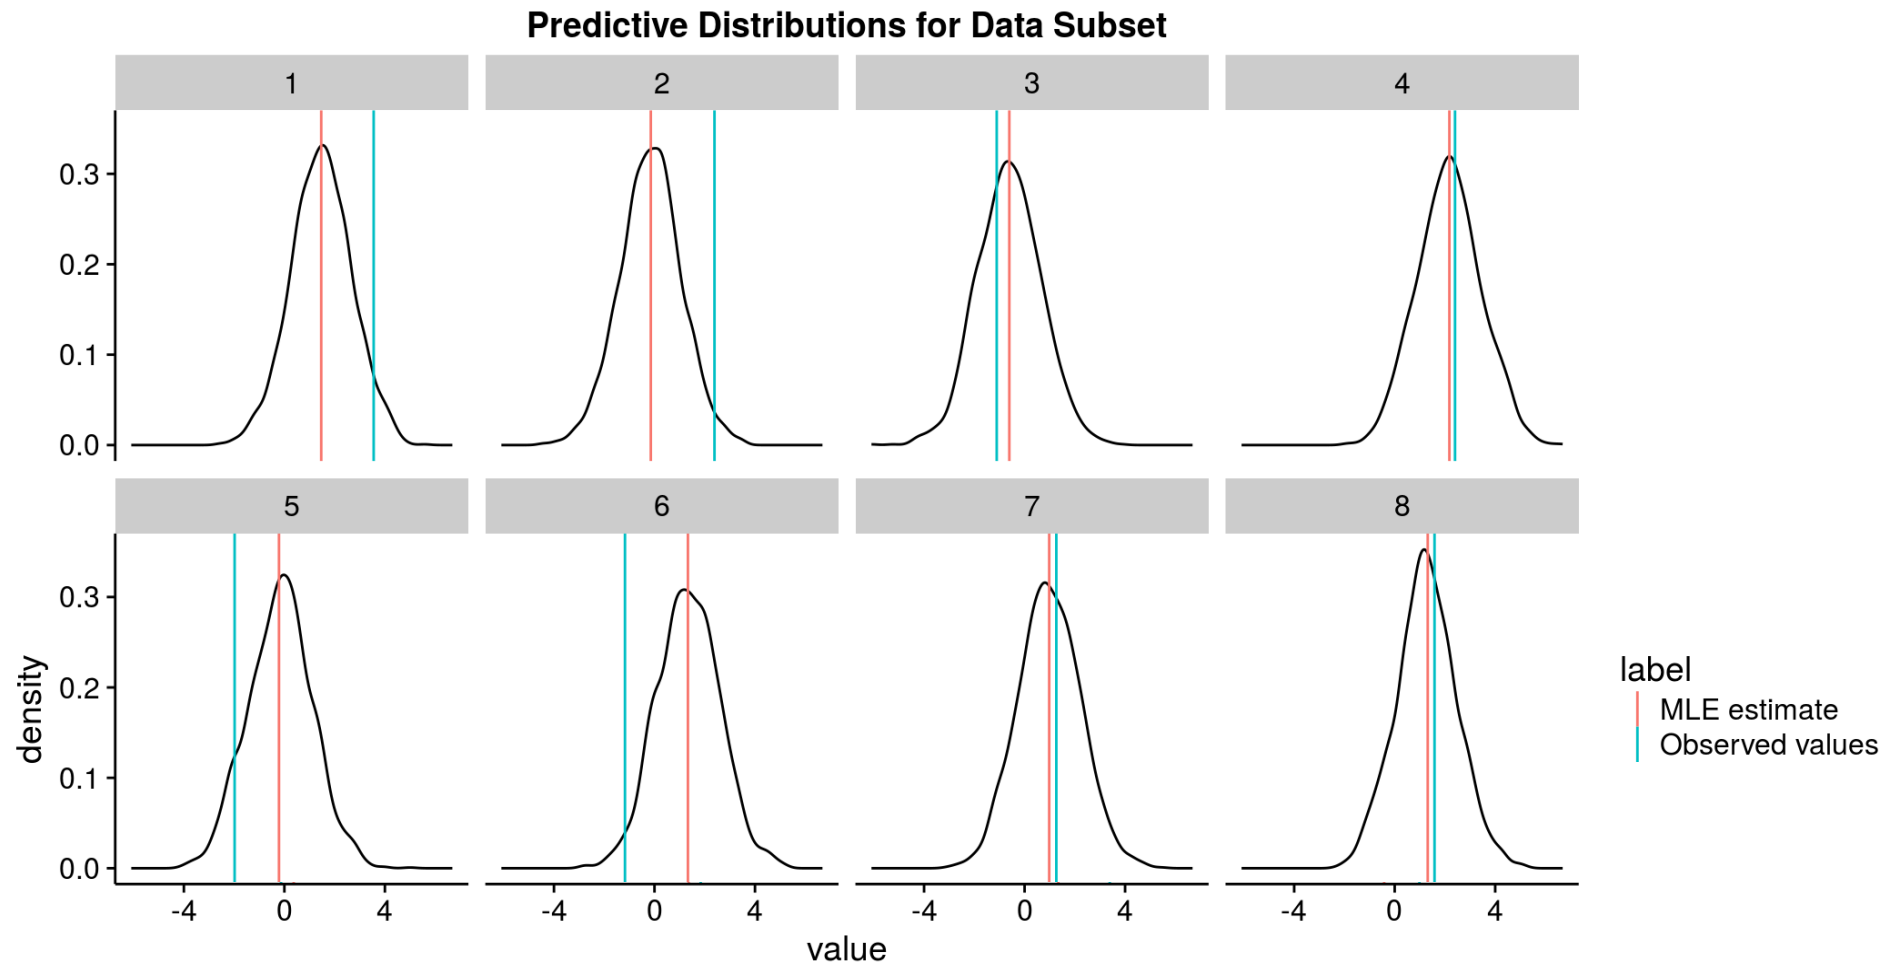 Predictive Distributions for Data Subset
1 2 3 4
0.3
0.2
0.1
0.0
5 6 7 8
0.3
0.2
0.1
0.0
-4 0 4 -4 0 4 -4 0 4 -4 0 4
value
density
label
MLE estimate
Observed values